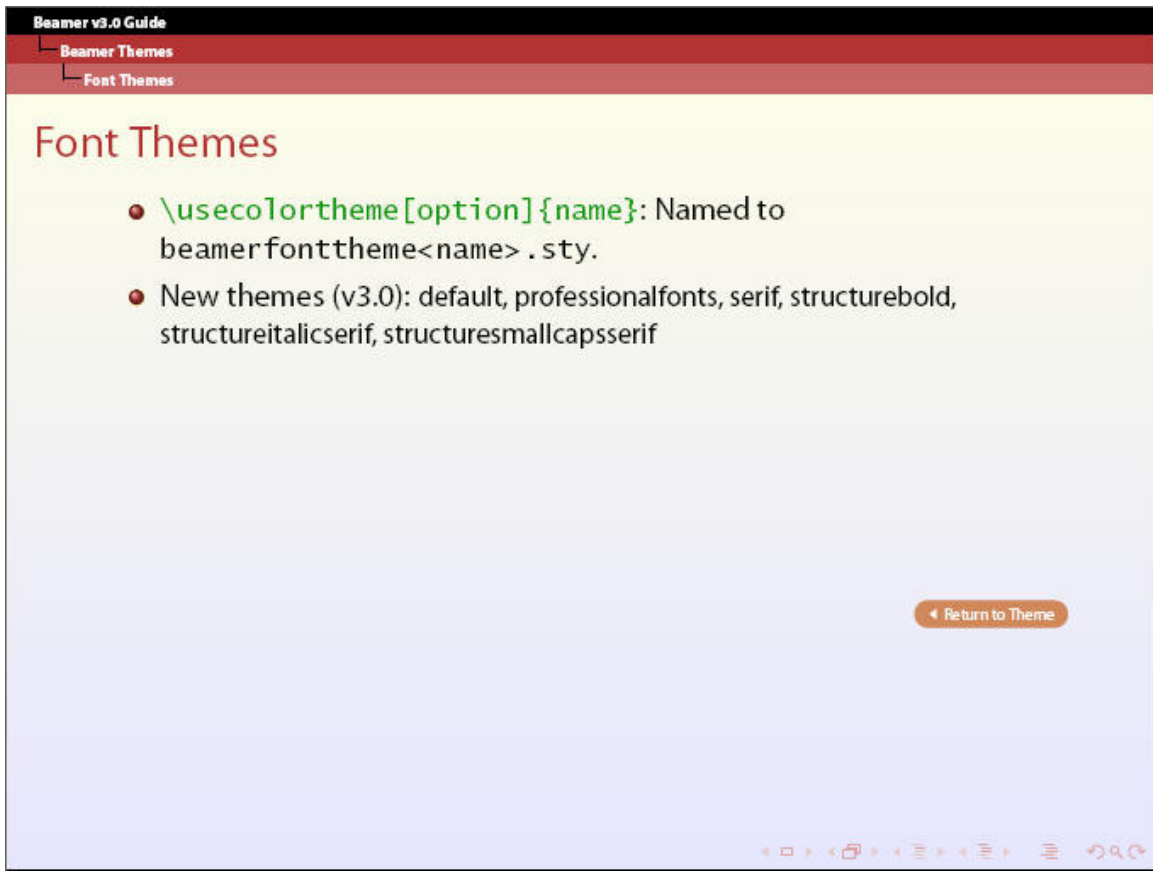 Beamer v3.0 Guide
Beamer Themes
Font Themes
Font Themes
\usecolortheme[option]{name}: Named to
beamerfonttheme<name>.sty.
New themes (v3.0): default, professionalfonts, serif, structurebold,
structureitalicserif, structuresmallcapsserif
Return to Theme